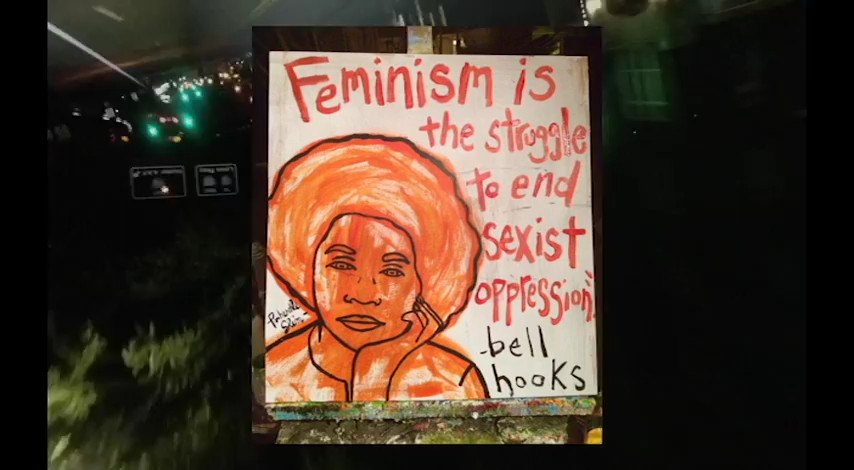 Feminism is
the struggle
to end
sexist
oppression"
-bell
hooks